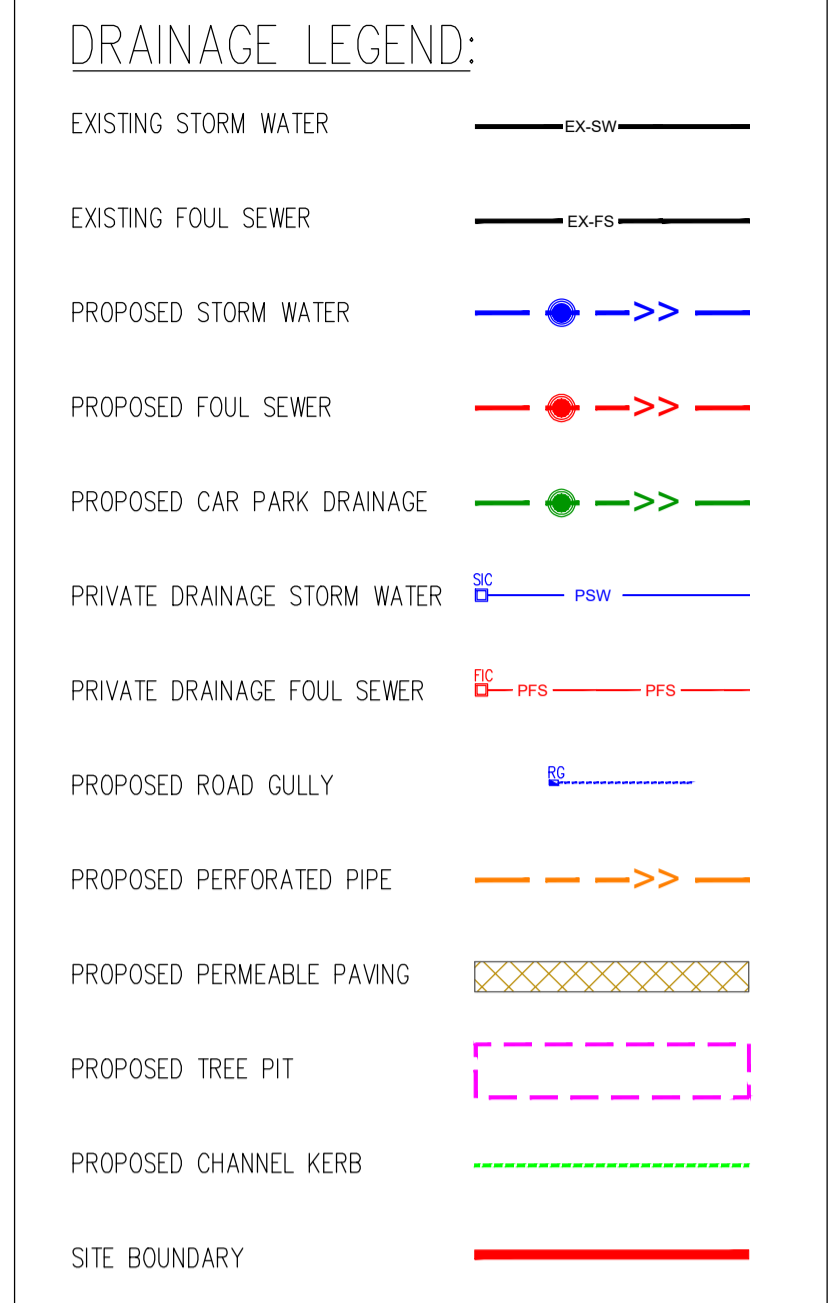 DRAINAGE LEGEND:
EXISTING STORM WATER EX-SW
EXISTING FOUL SEWER EX-FS
PROPOSED STORM WATER >>
PROPOSED FOUL SEWER >>
PROPOSED CAR PARK DRAINAGE >>
SIC
PRIVATE DRAINAGE STORM WATER PSW
FIC
PRIVATE DRAINAGE FOUL SEWER PFS PFS
RG
PROPOSED ROAD GULLY
PROPOSED PERFORATED PIPE >>
PROPOSED PERMEABLE PAVING
PROPOSED TREE PIT
PROPOSED CHANNEL KERB
SITE BOUNDARY